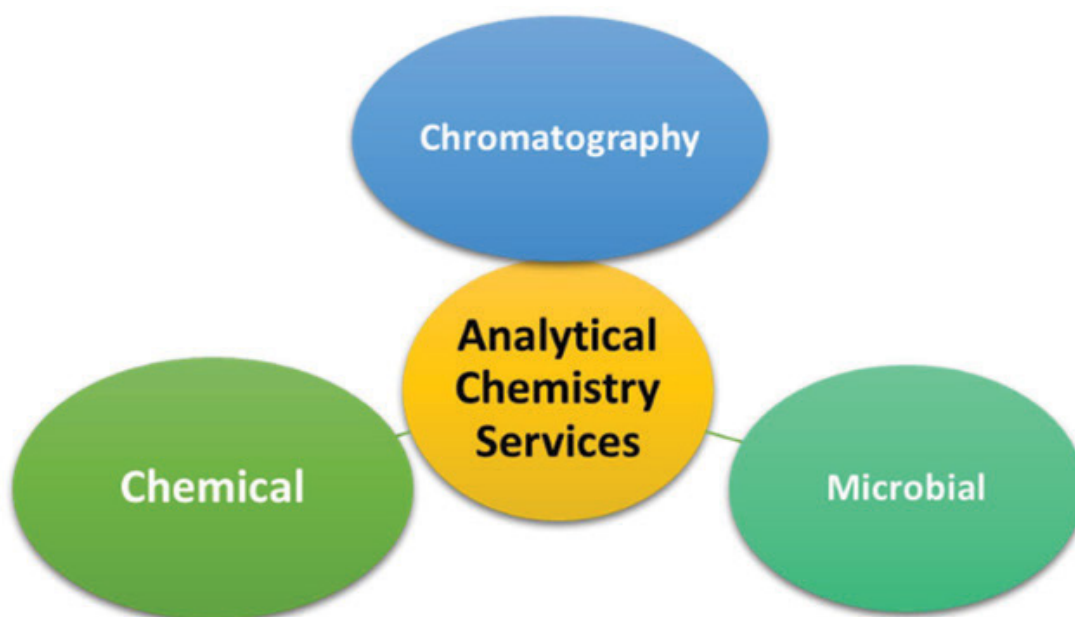 Chromatography
Analytical
Chemistry
Services
Chemical
Microbial